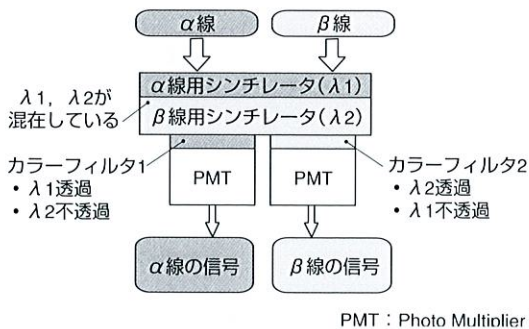 α線
β線
α線用シンチレータ(λ1)
λ1, λ2が
混在している
β線用シンチレータ(λ2)
カラーフィルタ1
• λ1透過
• λ2不透過
PMT
PMT
カラーフィルタ2
• λ2透過
• λ1不透過
α線の信号
β線の信号
PMT：Photo Multiplier